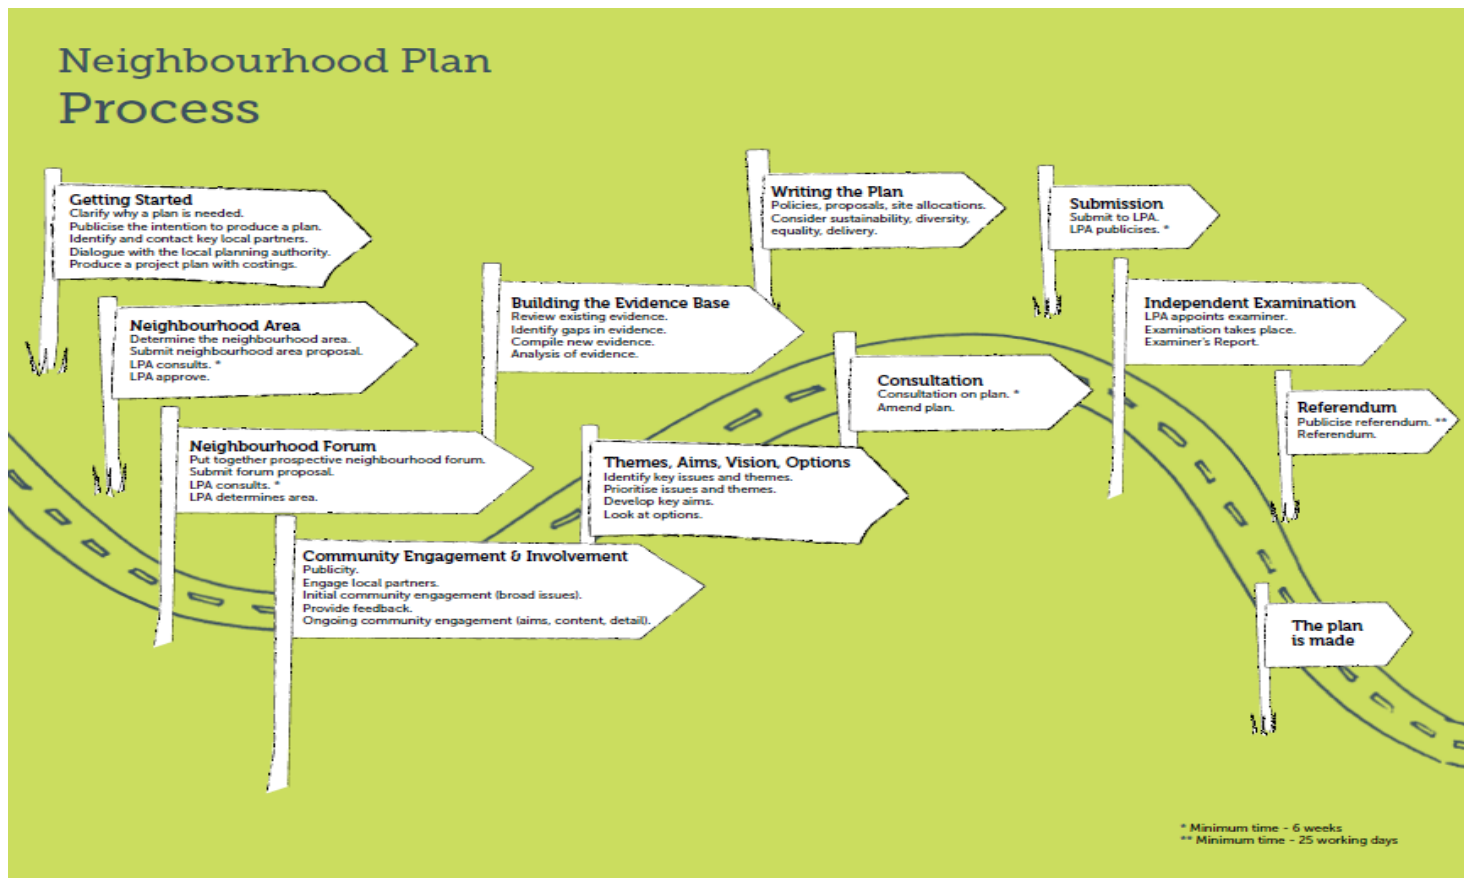 Neighbourhood Plan
Process
Getting Started
Clarify why a plan is needed.
Publicise the intention to produce a plan.
Identify and contact key local partners.
Dialogue with the local planning authority.
Produce a project plan with costings.
Neighbourhood Area
Determine the neighbourhood area.
Submit neighbourhood area proposal.
LPA consults. *
LPA approve.
Neighbourhood Forum
Put together prospective neighbourhood forum.
Submit forum proposal.
LPA consults. *
LPA determines area.
Community Engagement & Involvement
Publicity.
Engage local partners.
Initial community engagement (broad issues).
Provide feedback.
Ongoing community engagement (aims, content, detail).
Building the Evidence Base
Review existing evidence.
Identify gaps in evidence.
Compile new evidence.
Analysis of evidence.
Themes, Aims, Vision, Options
Identify key issues and themes.
Prioritise issues and themes.
Develop key aims.
Look at options.
Writing the Plan
Policies, proposals, site allocations.
Consider sustainability, diversity,
equality, delivery.
Consultation
Consultation on plan. *
Amend plan.
Submission
Submit to LPA.
LPA publicises. *
Independent Examination
LPA appoints examiner.
Examination takes place.
Examiner's Report.
Referendum
Publicise referendum. **
Referendum.
The plan
is made
* Minimum time - 6 weeks
** Minimum time - 25 working days